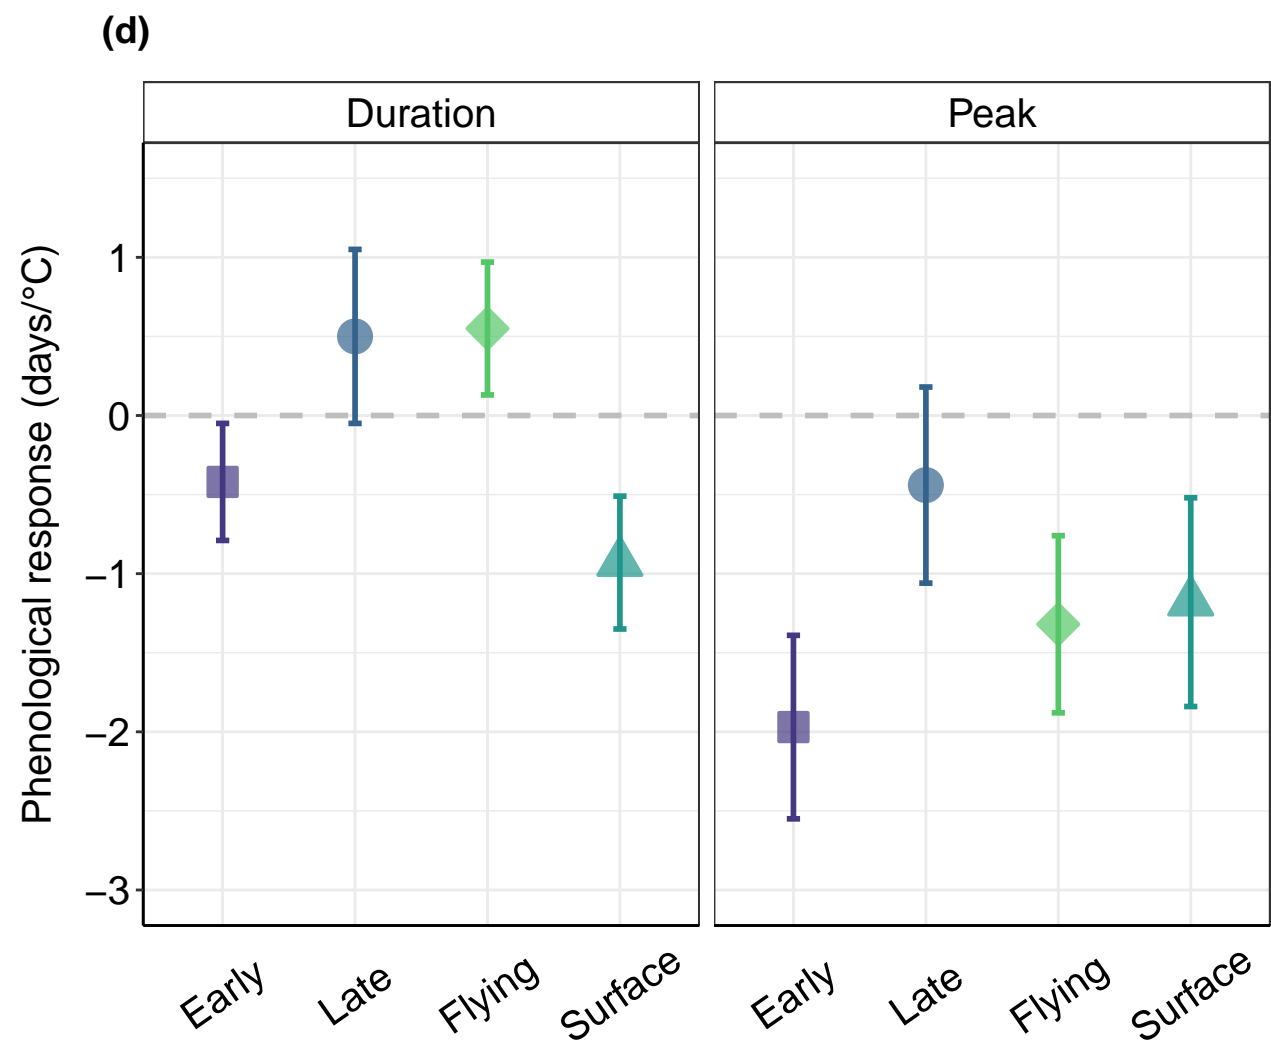 (d)
Duration
Peak
Phenological response (days/°C)
1
0
−1
−2
−3
Early
Late
Flying
Surface
Early
Late
Flying
Surface